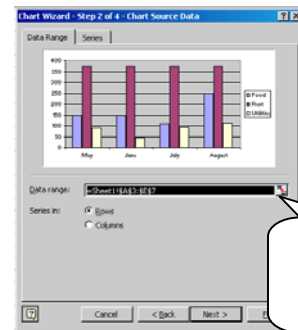 Chart Wizard - Step 2 of 4 - Chart Source Data
Data Range
Series
400
350
300
250
200
150
100
50
0
May
June
July
August
Food
Rent
Utilities
Data range:
=Sheet1!$A$3:$E$7
Series in:
Rows
Columns
Cancel
< Back
Next >